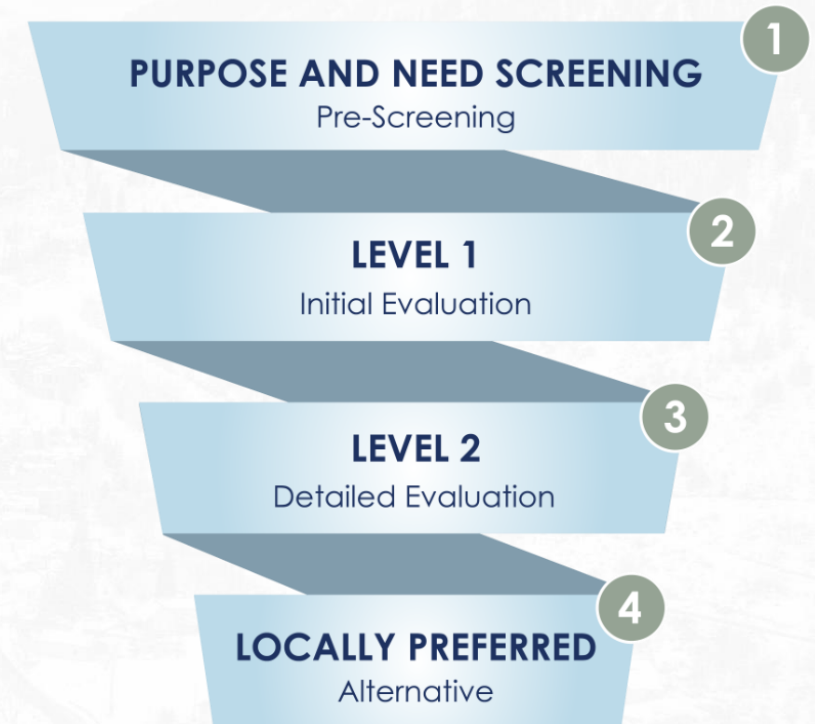 1
PURPOSE AND NEED SCREENING
Pre-Screening
2
LEVEL 1
Initial Evaluation
3
LEVEL 2
Detailed Evaluation
4
LOCALLY PREFERRED
Alternative